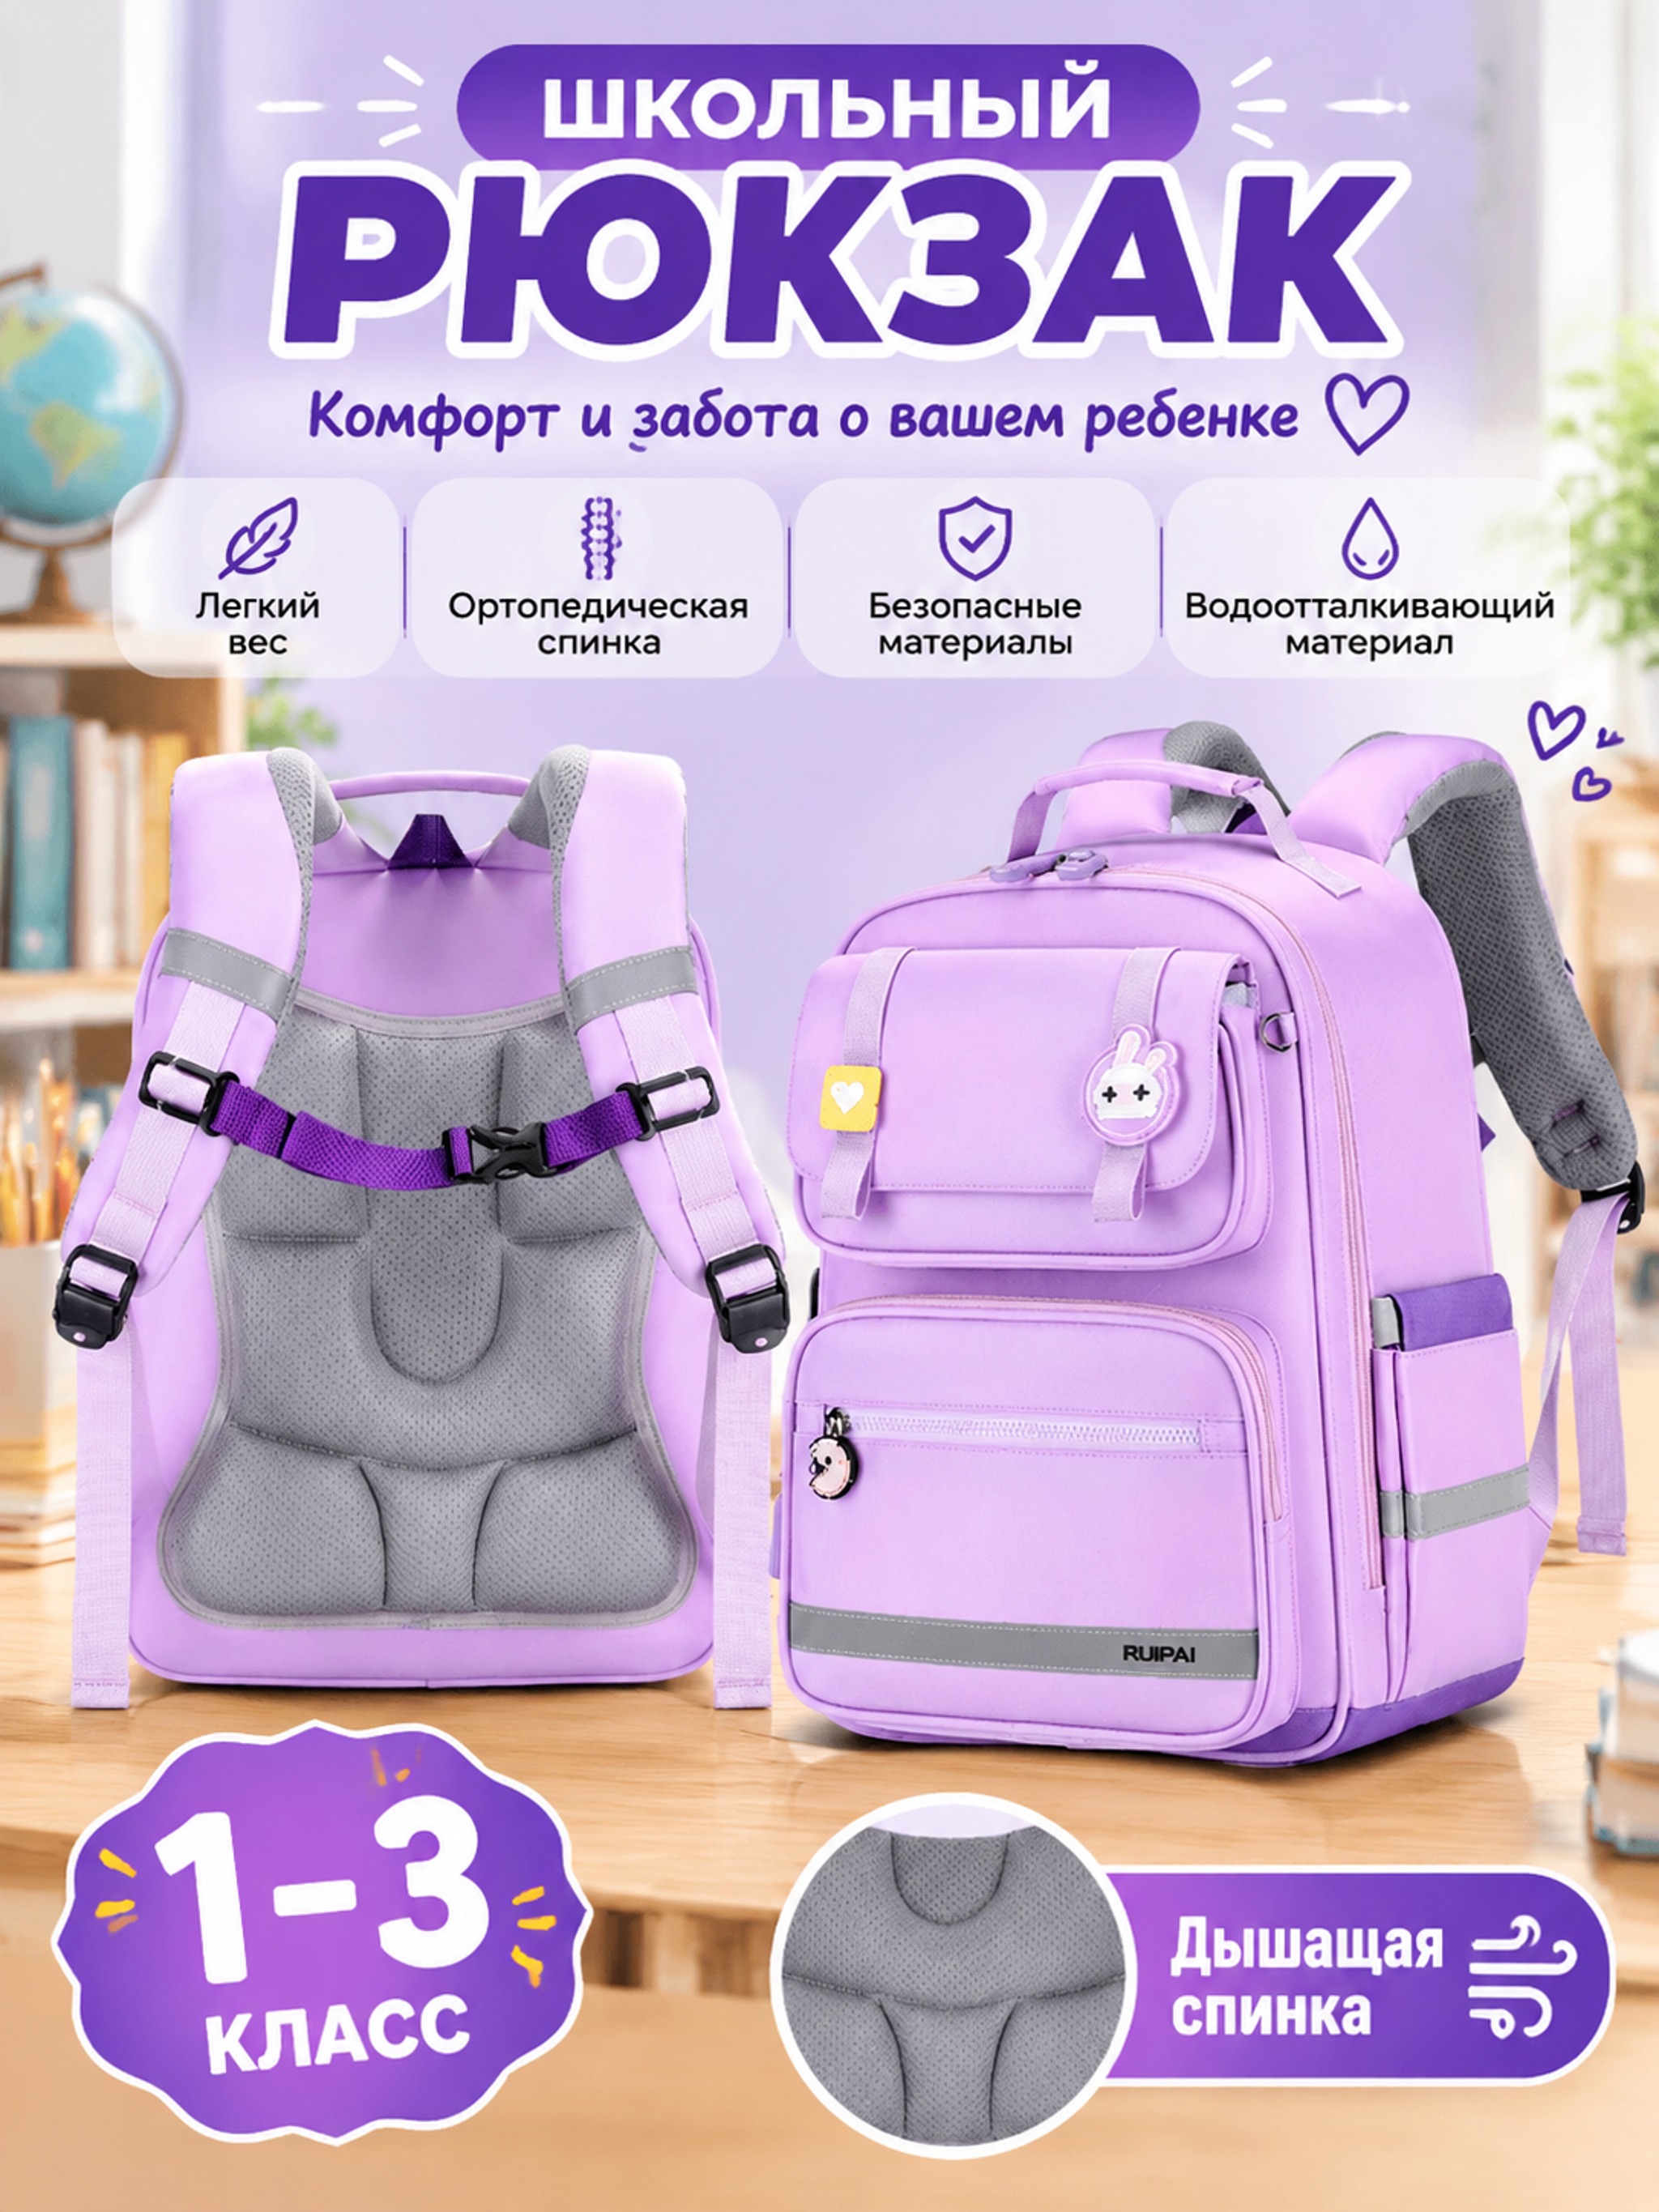 ШКОЛЬНЫЙ
РЮКЗАК
Комфорт и забота о вашем ребенке
Легкий
вес
Ортопедическая
спинка
Безопасные
материалы
Водоотталкивающий
материал
RUIPAI
1-3
КЛАСС
Дышащая
спинка